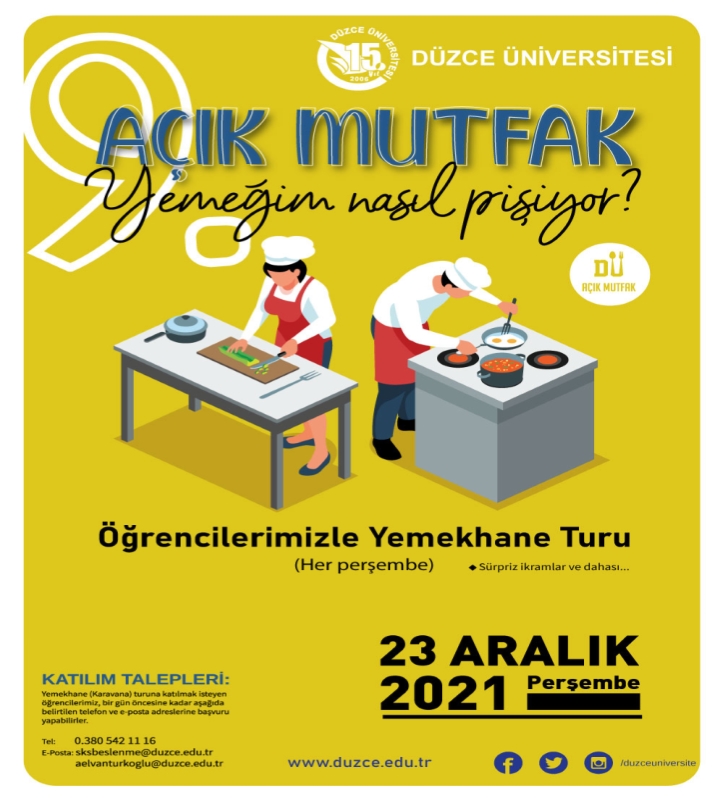 DÜZCE ÜNİVERSİTESİ
15.
Yıl
2006
DÜZCE ÜNİVERSİTESİ
9.
AÇIK MUTFAK
Yemeğim nasıl pişiyor?
DÜ
AÇIK MUTFAK
Öğrencilerimizle Yemekhane Turu
(Her perşembe)
◆ Sürpriz ikramlar ve dahası...
23 ARALIK
2021 Perşembe
KATILIM TALEPLERİ:
Yemekhane (Karavana) turuna katılmak isteyen
öğrencilerimiz, bir gün öncesine kadar aşağıda
belirtilen telefon ve e-posta adreslerine başvuru
yapabilirler.
Tel: 0.380 542 11 16
E-Posta: sksbeslenme@duzce.edu.tr
aelvanturkoglu@duzce.edu.tr
www.duzce.edu.tr
/duzceuniversite